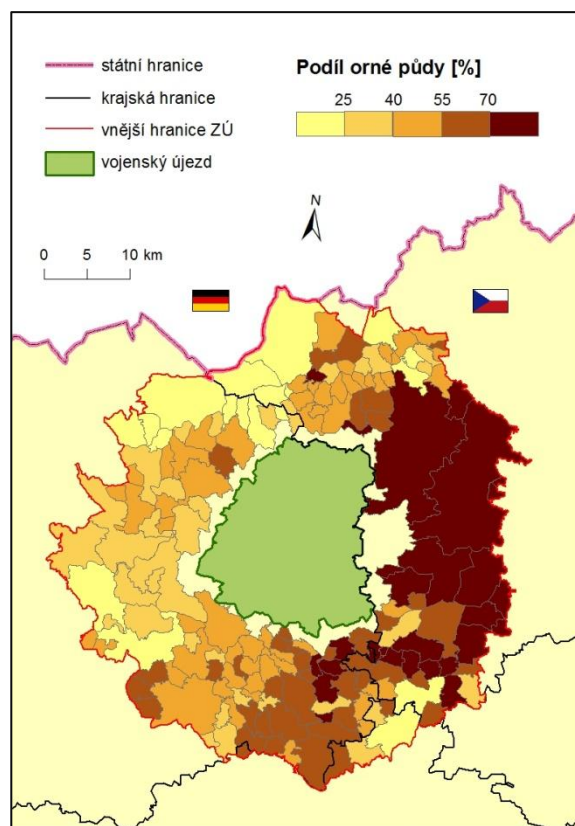 státní hranice
krajská hranice
vnější hranice ZÚ
vojenský újezd
Podíl orné půdy [%]
25 40 55 70
N
0 5 10 km